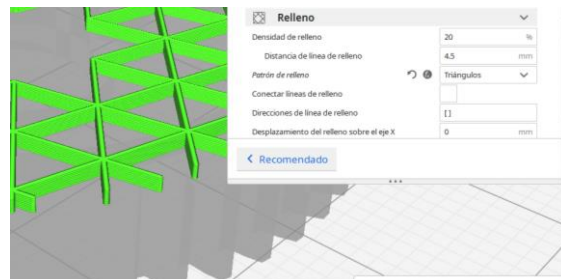 Relleno
Densidad de relleno 20 %
Distancia de línea de relleno 4.5 mm
Patrón de relleno Triángulos
Conectar líneas de relleno
Direcciones de línea de relleno [ ]
Desplazamiento del relleno sobre el eje X 0 mm
Recomendado